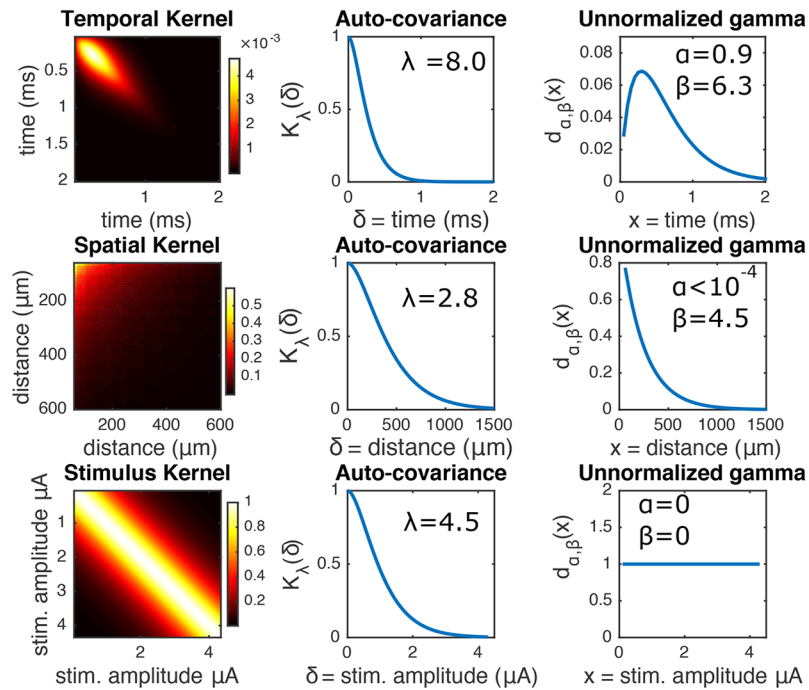 Temporal Kernel
×10⁻³
4
3
2
1
0.5
1
1.5
2
time (ms)
1
2
time (ms)
Auto-covariance
λ =8.0
1
0.5
0
K_λ(δ)
0
1
2
δ = time (ms)
Unnormalized gamma
α=0.9
β=6.3
0.08
0.06
0.04
0.02
0
d_α,β(x)
0
1
2
x = time (ms)
Spatial Kernel
0.5
0.4
0.3
0.2
0.1
200
400
600
distance (μm)
200
400
600
distance (μm)
Auto-covariance
λ=2.8
1
0.5
0
K_λ(δ)
0
500
1000
1500
δ = distance (μm)
Unnormalized gamma
α<10⁻⁴
β=4.5
0.8
0.6
0.4
0.2
0
d_α,β(x)
0
500
1000
1500
x = distance (μm)
Stimulus Kernel
1
0.8
0.6
0.4
0.2
1
2
3
4
stim. amplitude μA
2
4
stim. amplitude μA
Auto-covariance
λ=4.5
1
0.5
0
K_λ(δ)
0
2
4
δ = stim. amplitude (μA)
Unnormalized gamma
α=0
β=0
2
1.5
1
0.5
0
d_α,β(x)
0
2
4
x = stim. amplitude μA